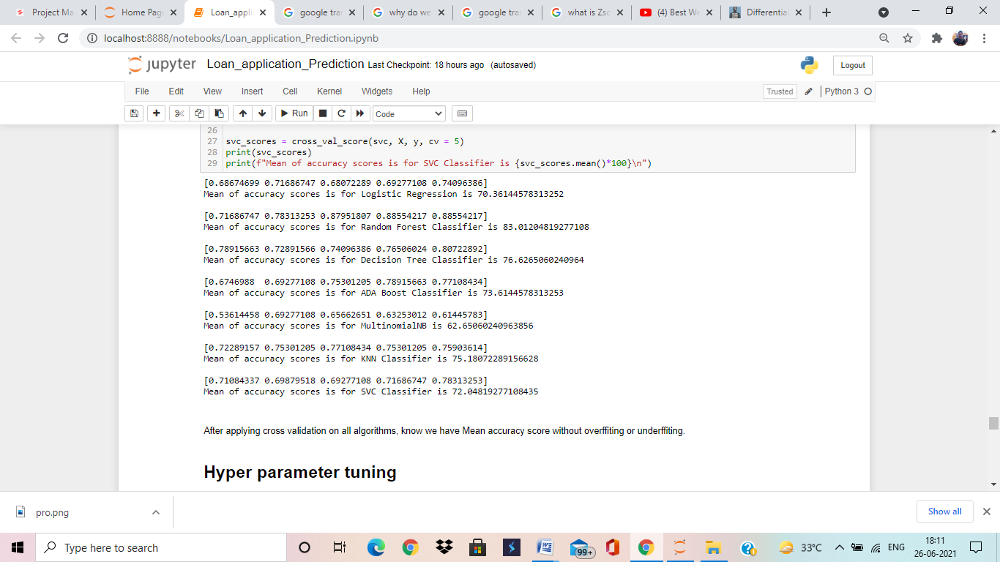 Project Ma
Home Pag
Loan_appli
google tra
why do we
google tra
what is Zsc
(4) Best We
Differentia
localhost:8888/notebooks/Loan_application_Prediction.ipynb
jupyter Loan_application_Prediction Last Checkpoint: 18 hours ago (autosaved)
Logout
File Edit View Insert Cell Kernel Widgets Help
Trusted Python 3
Run Code
26
27 svc_scores = cross_val_score(svc, X, y, cv = 5)
28 print(svc_scores)
29 print(f"Mean of accuracy scores is for SVC Classifier is {svc_scores.mean()*100}\n")
[0.68674699 0.71686747 0.68072289 0.69277108 0.74096386]
Mean of accuracy scores is for Logistic Regression is 70.36144578313252
[0.71686747 0.78313253 0.87951807 0.88554217 0.88554217]
Mean of accuracy scores is for Random Forest Classifier is 83.01204819277108
[0.78915663 0.72891566 0.74096386 0.76506024 0.80722892]
Mean of accuracy scores is for Decision Tree Classifier is 76.6265060240964
[0.6746988  0.69277108 0.75301205 0.78915663 0.77108434]
Mean of accuracy scores is for ADA Boost Classifier is 73.6144578313253
[0.53614458 0.69277108 0.65662651 0.63253012 0.61445783]
Mean of accuracy scores is for MultinomialNB is 62.65060240963856
[0.72289157 0.75301205 0.77108434 0.75301205 0.75903614]
Mean of accuracy scores is for KNN Classifier is 75.18072289156628
[0.71084337 0.69879518 0.69277108 0.71686747 0.78313253]
Mean of accuracy scores is for SVC Classifier is 72.04819277108435
After applying cross validation on all algorithms, know we have Mean accuracy score without overffiting or underffiting.
Hyper parameter tuning
pro.png
Show all
Type here to search
99+
33°C
ENG
18:11
26-06-2021